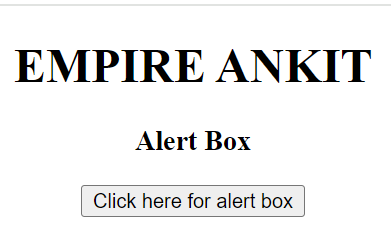 EMPIRE ANKIT
Alert Box
Click here for alert box